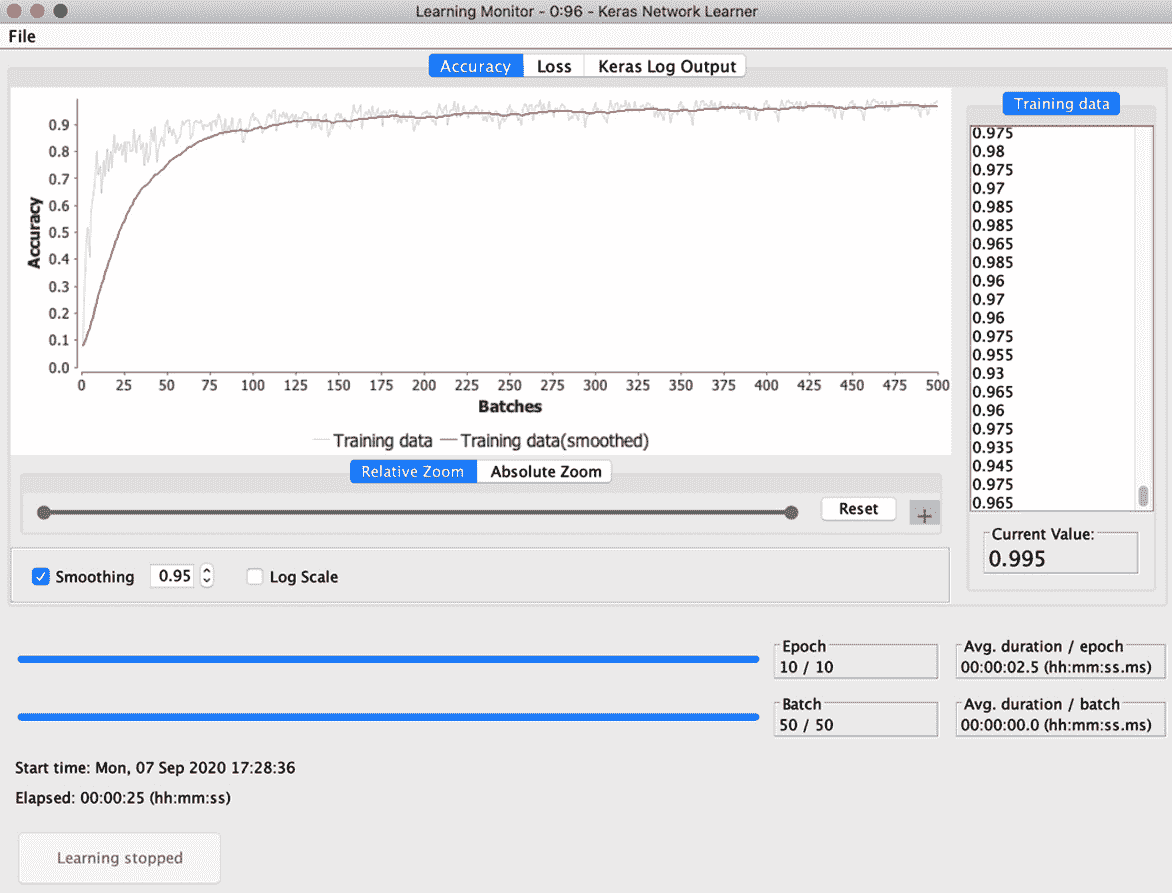 Learning Monitor - 0:96 - Keras Network Learner
File
Accuracy Loss Keras Log Output
Training data
0.9
0.8
0.7
0.6
0.5
0.4
0.3
0.2
0.1
0.0
Accuracy
0 25 50 75 100 125 150 175 200 225 250 275 300 325 350 375 400 425 450 475 500
Batches
Training data Training data(smoothed)
0.975
0.98
0.975
0.97
0.985
0.985
0.965
0.985
0.96
0.97
0.96
0.975
0.955
0.93
0.965
0.96
0.975
0.935
0.945
0.975
0.965
Current Value:
0.995
Relative Zoom Absolute Zoom
Reset +
Smoothing 0.95 Log Scale
Epoch
10 / 10
Avg. duration / epoch
00:00:02.5 (hh:mm:ss.ms)
Batch
50 / 50
Avg. duration / batch
00:00:00.0 (hh:mm:ss.ms)
Start time: Mon, 07 Sep 2020 17:28:36
Elapsed: 00:00:25 (hh:mm:ss)
Learning stopped